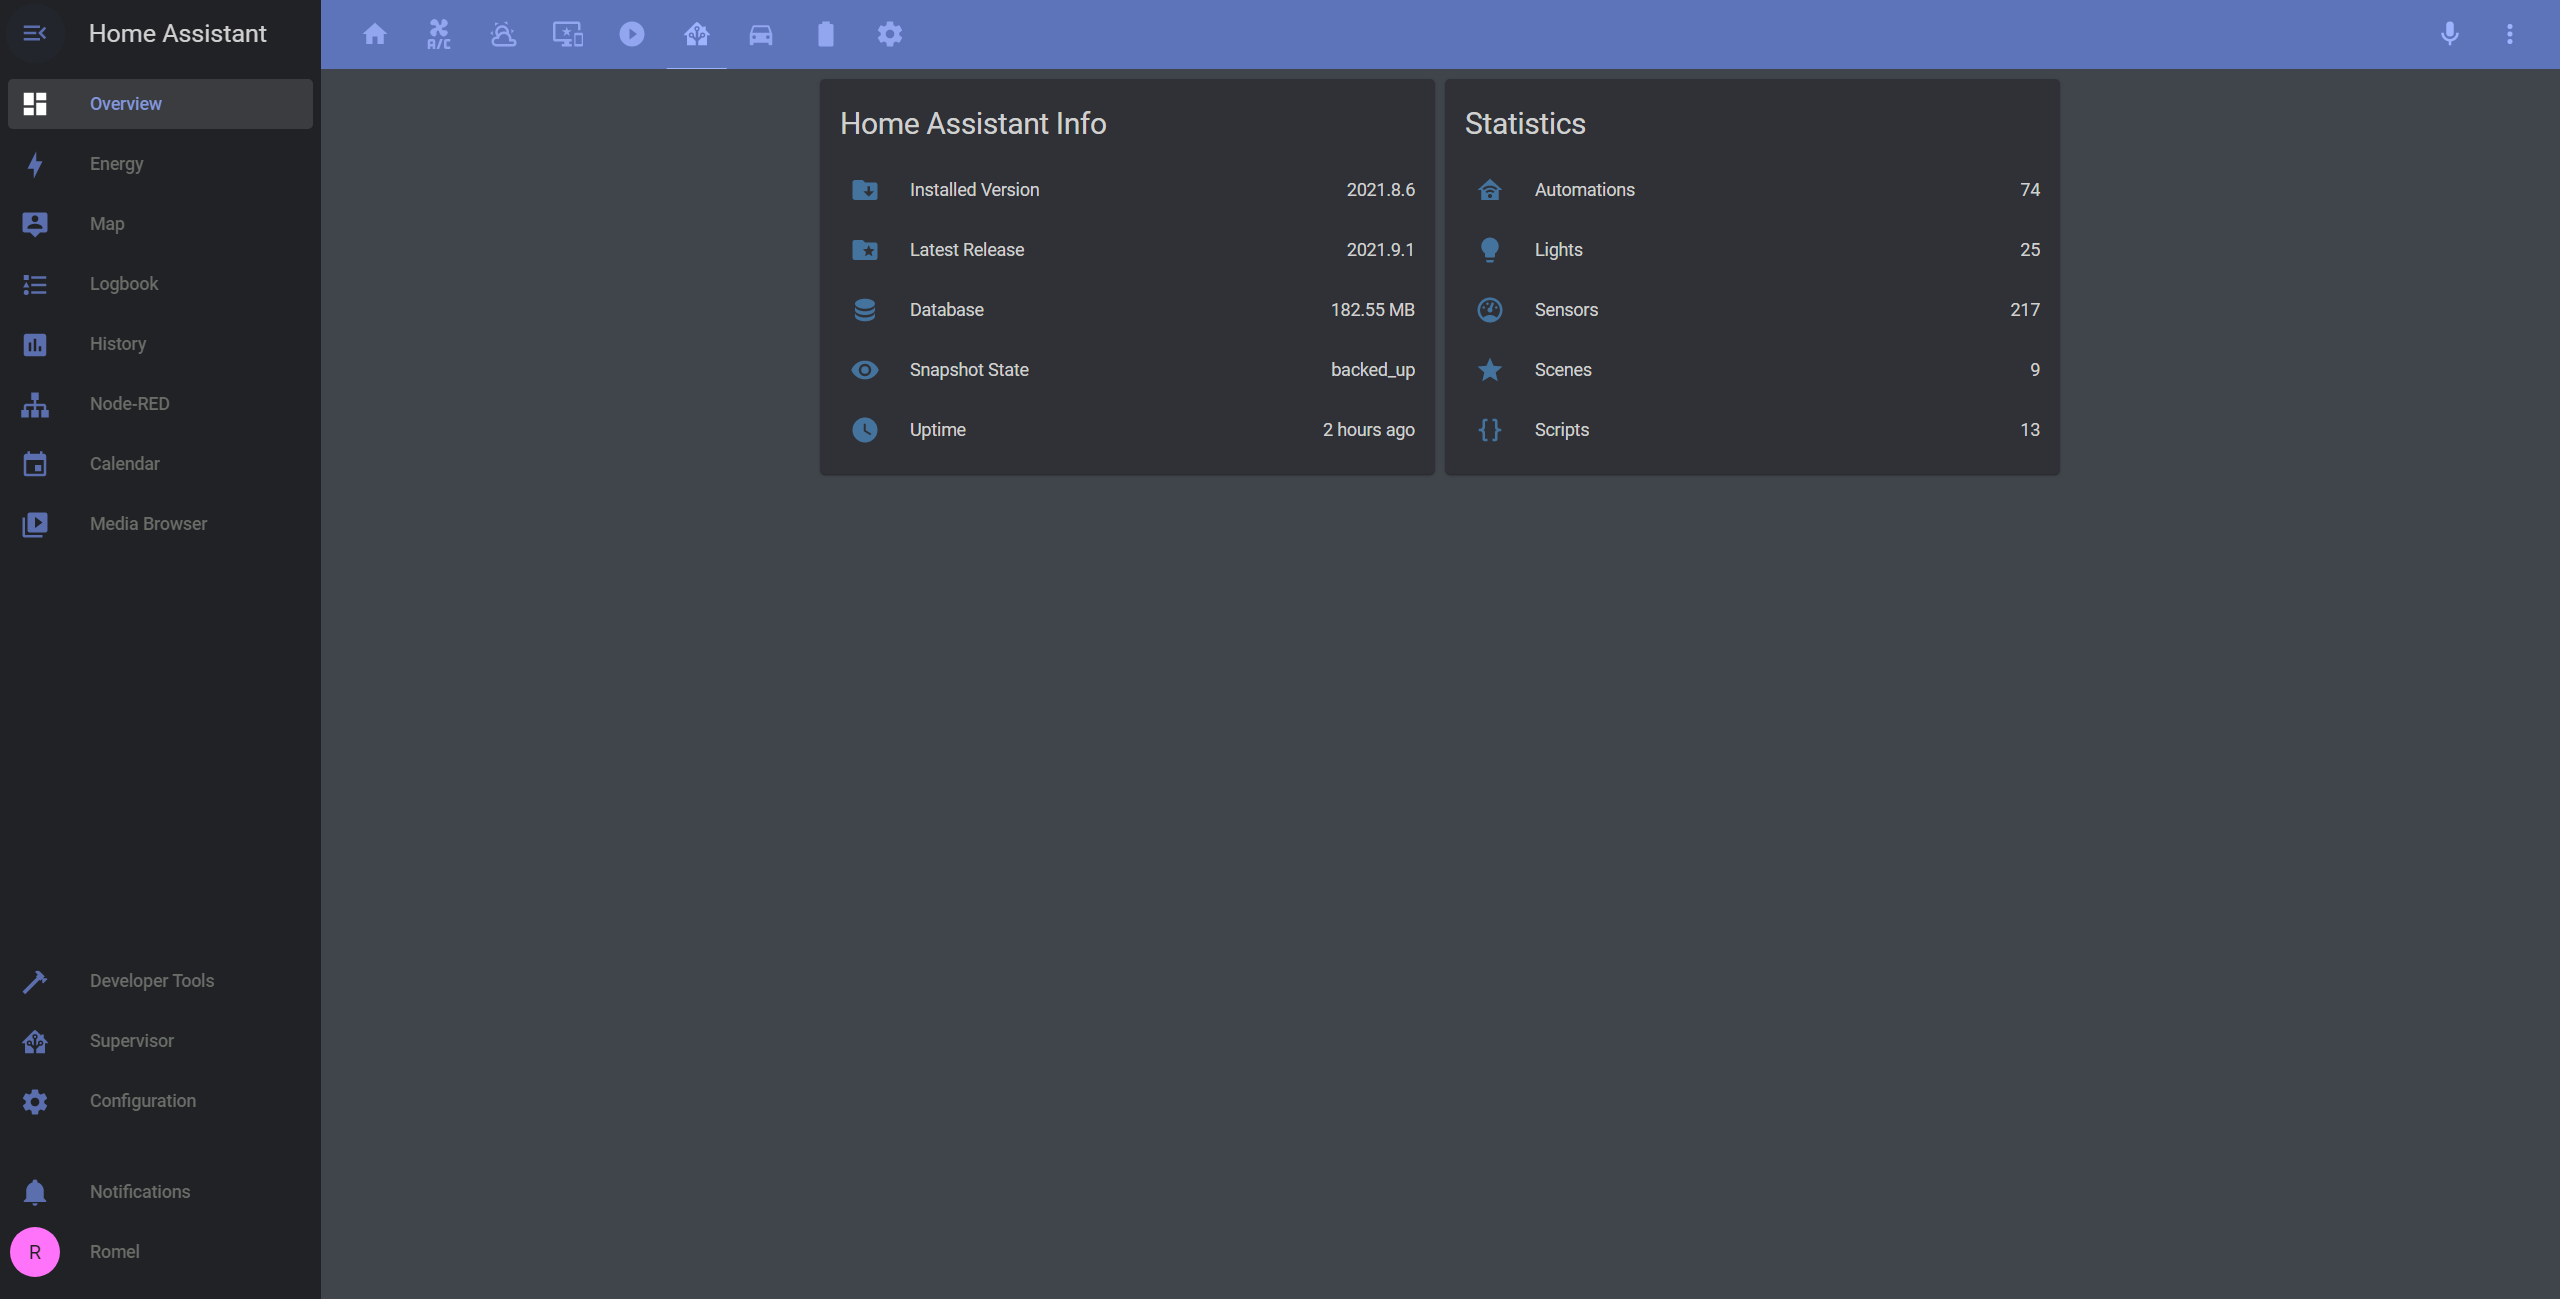 Home Assistant
A/C
Overview
Energy
Map
Logbook
History
Node-RED
Calendar
Media Browser
Developer Tools
Supervisor
Configuration
Notifications
R
Romel
Home Assistant Info
Installed Version 2021.8.6
Latest Release 2021.9.1
Database 182.55 MB
Snapshot State backed_up
Uptime 2 hours ago
Statistics
Automations 74
Lights 25
Sensors 217
Scenes 9
Scripts 13